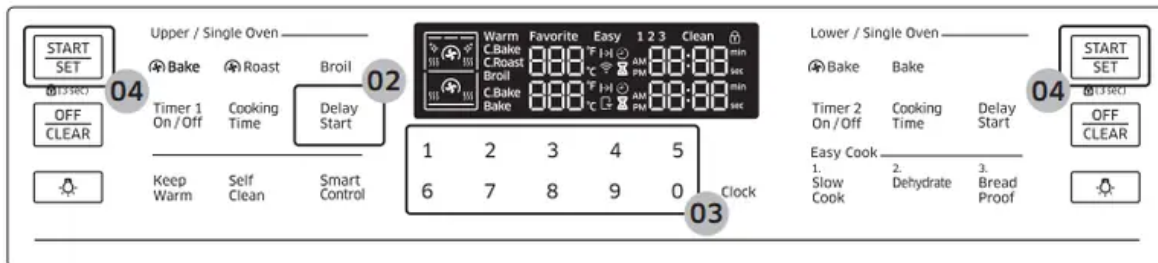 START
SET
(3 sec)
OFF
CLEAR
04
Upper / Single Oven
Bake Roast Broil
02
Timer 1
On / Off
Cooking
Time
Delay
Start
Keep
Warm
Self
Clean
Smart
Control
Warm Favorite Easy 1 2 3 Clean
C.Bake
C.Roast
Broil
C.Bake
Bake
888 °F °C AM PM 88:88 min sec
888 °F °C AM PM 88:88 min sec
1 2 3 4 5
6 7 8 9 0
03
Clock
Lower / Single Oven
Bake Bake
Timer 2
On / Off
Cooking
Time
Delay
Start
Easy Cook
1.
Slow
Cook
2.
Dehydrate
3.
Bread
Proof
04
START
SET
(3 sec)
OFF
CLEAR